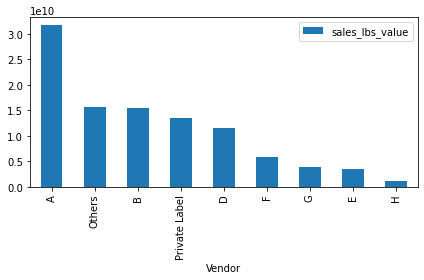 1e10
sales_lbs_value
3.0
2.5
2.0
1.5
1.0
0.5
0.0
A
Others
B
Private Label
D
F
G
E
H
Vendor